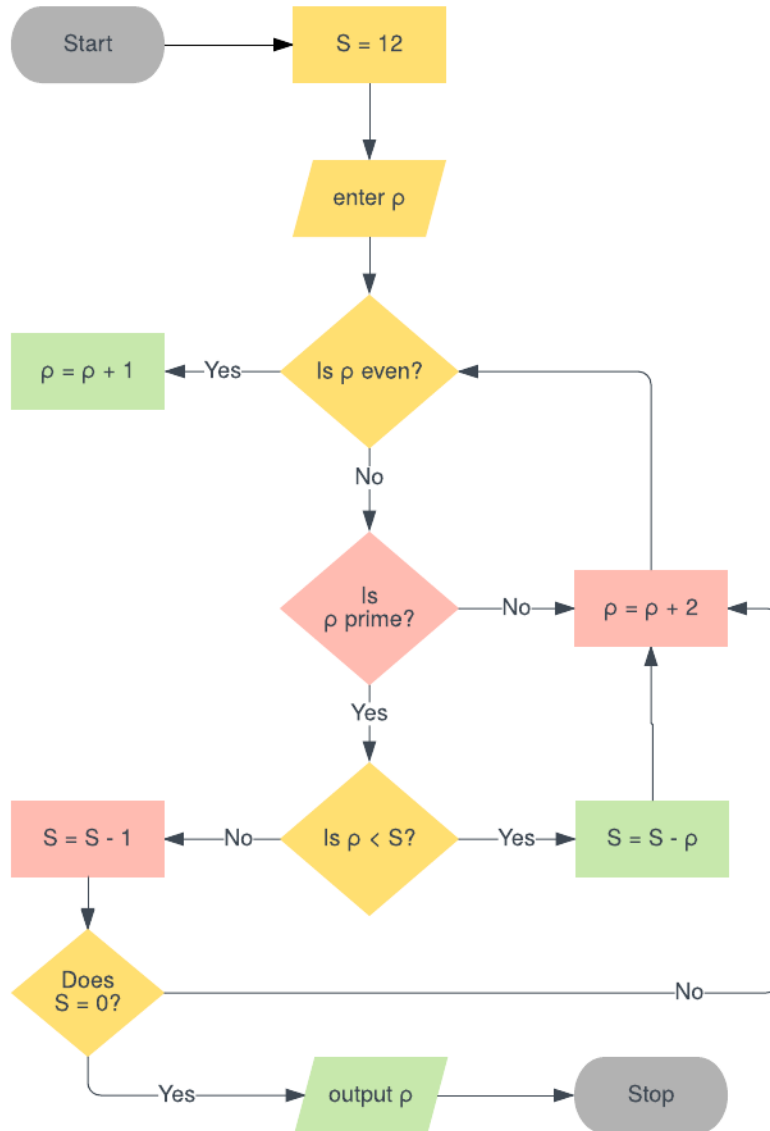 Start
S = 12
enter ρ
Is ρ even?
Yes
ρ = ρ + 1
No
Is
ρ prime?
No
ρ = ρ + 2
Yes
S = S - 1
No
Is ρ < S?
Yes
S = S - ρ
Does
S = 0?
No
Yes
output ρ
Stop